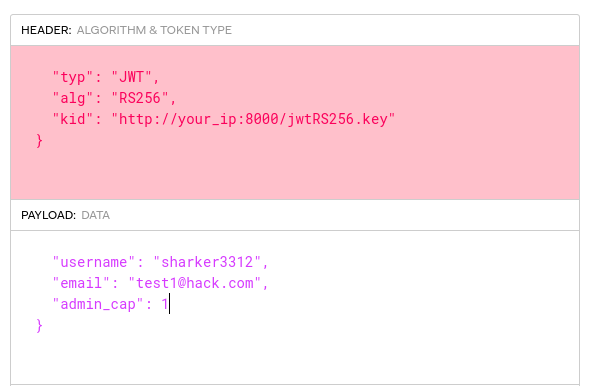 HEADER: ALGORITHM & TOKEN TYPE
"typ": "JWT",
"alg": "RS256",
"kid": "http://your_ip:8000/jwtRS256.key"
}
PAYLOAD: DATA
"username": "sharker3312",
"email": "test1@hack.com",
"admin_cap": 1
}